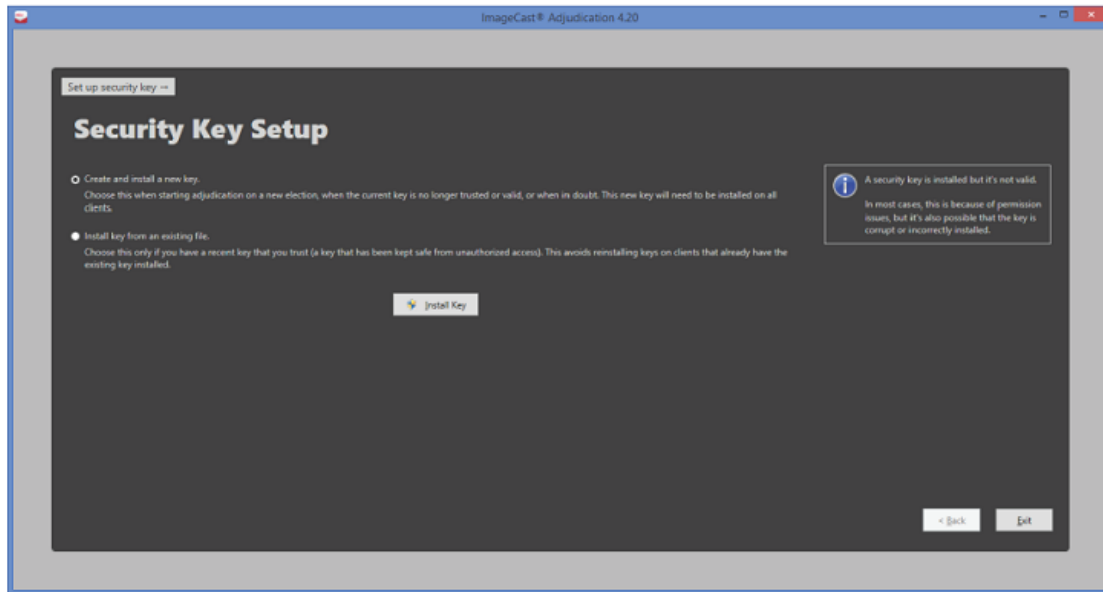 ImageCast® Adjudication 4.20
Set up security key →
Security Key Setup
Create and install a new key.
Choose this when starting adjudication on a new election, when the current key is no longer trusted or valid, or when in doubt. This new key will need to be installed on all
clients.
Install key from an existing file.
Choose this only if you have a recent key that you trust (a key that has been kept safe from unauthorized access). This avoids reinstalling keys on clients that already have the
existing key installed.
Install Key
A security key is installed but it's not valid.
In most cases, this is because of permission
issues, but it's also possible that the key is
corrupt or incorrectly installed.
< Back
Exit